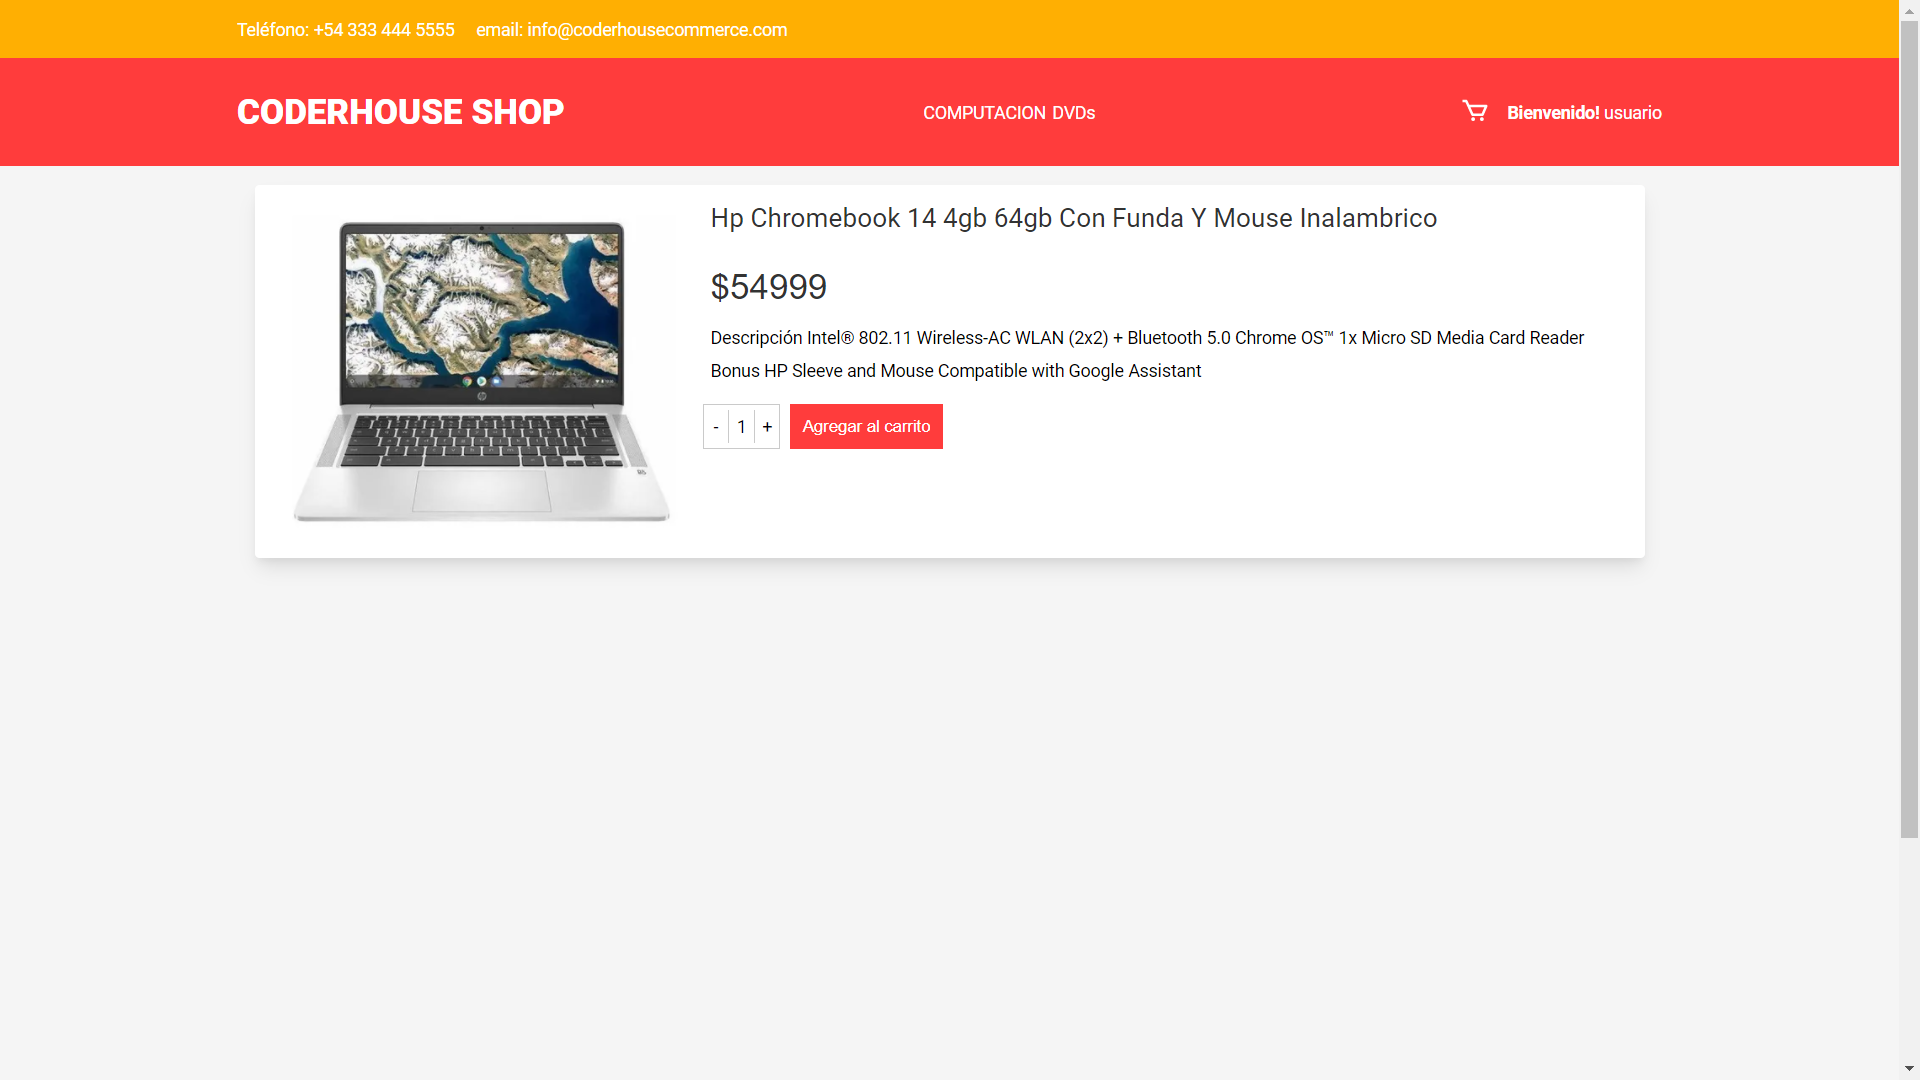 Teléfono: +54 333 444 5555 email: info@coderhousecommerce.com
CODERHOUSE SHOP
COMPUTACION DVDs
Bienvenido! usuario
Hp Chromebook 14 4gb 64gb Con Funda Y Mouse Inalambrico
$54999
Descripción Intel® 802.11 Wireless-AC WLAN (2x2) + Bluetooth 5.0 Chrome OS™ 1x Micro SD Media Card Reader
Bonus HP Sleeve and Mouse Compatible with Google Assistant
- 1 + Agregar al carrito